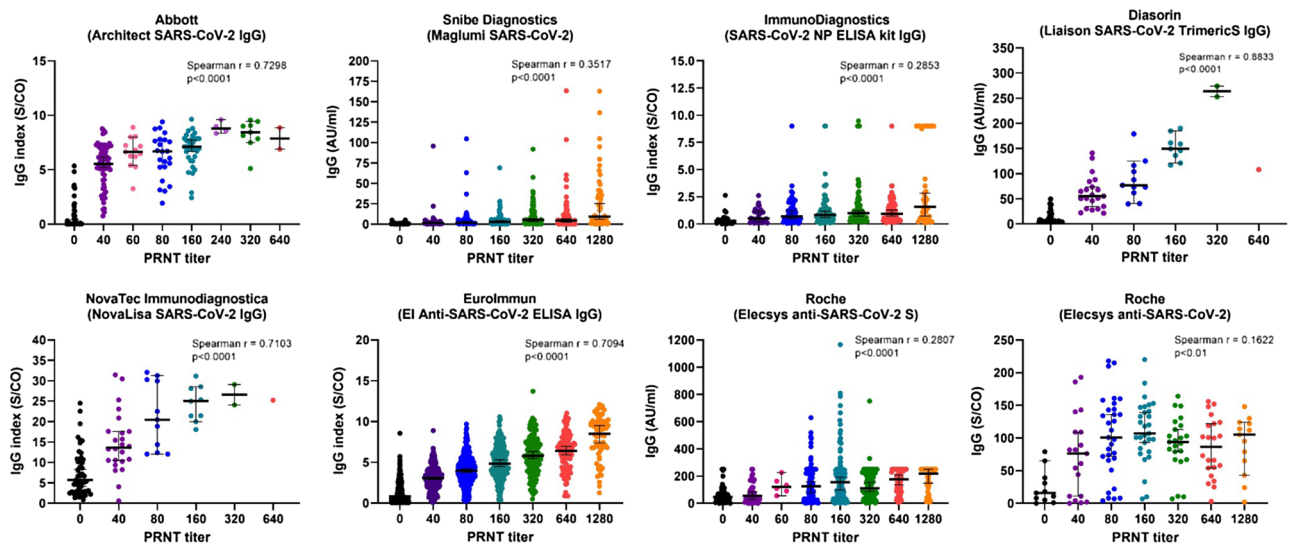 Abbott
(Architect SARS-CoV-2 IgG)
Spearman r = 0.7298
p<0.0001
IgG index (S/CO)
15
10
5
0
0 40 60 80 160 240 320 640
PRNT titer
Snibe Diagnostics
(Maglumi SARS-CoV-2)
Spearman r = 0.3517
p<0.0001
IgG (AU/ml)
200
175
150
125
100
75
50
25
0
0 40 80 160 320 640 1280
PRNT titer
ImmunoDiagnostics
(SARS-CoV-2 NP ELISA kit IgG)
Spearman r = 0.2853
p<0.0001
IgG index (S/CO)
15.0
12.5
10.0
7.5
5.0
2.5
0.0
0 40 80 160 320 640 1280
PRNT titer
Diasorin
(Liaison SARS-CoV-2 TrimericS IgG)
Spearman r = 0.8833
p<0.0001
IgG (AU/ml)
350
300
250
200
150
100
50
0
0 40 80 160 320 640
PRNT titer
NovaTec Immunodiagnostica
(NovaLisa SARS-CoV-2 IgG)
Spearman r = 0.7103
p<0.0001
IgG index (S/CO)
40
35
30
25
20
15
10
5
0
0 40 80 160 320 640
PRNT titer
EuroImmun
(EI Anti-SARS-CoV-2 ELISA IgG)
Spearman r = 0.7094
p<0.0001
IgG index (S/CO)
20
15
10
5
0
0 40 80 160 320 640 1280
PRNT titer
Roche
(Elecsys anti-SARS-CoV-2 S)
Spearman r = 0.2807
p<0.0001
IgG (AU/ml)
1200
1000
800
600
400
200
0
0 40 60 80 160 320 640 1280
PRNT titer
Roche
(Elecsys anti-SARS-CoV-2)
Spearman r = 0.1622
p<0.01
IgG (S/CO)
250
200
150
100
50
0
0 40 80 160 320 640 1280
PRNT titer